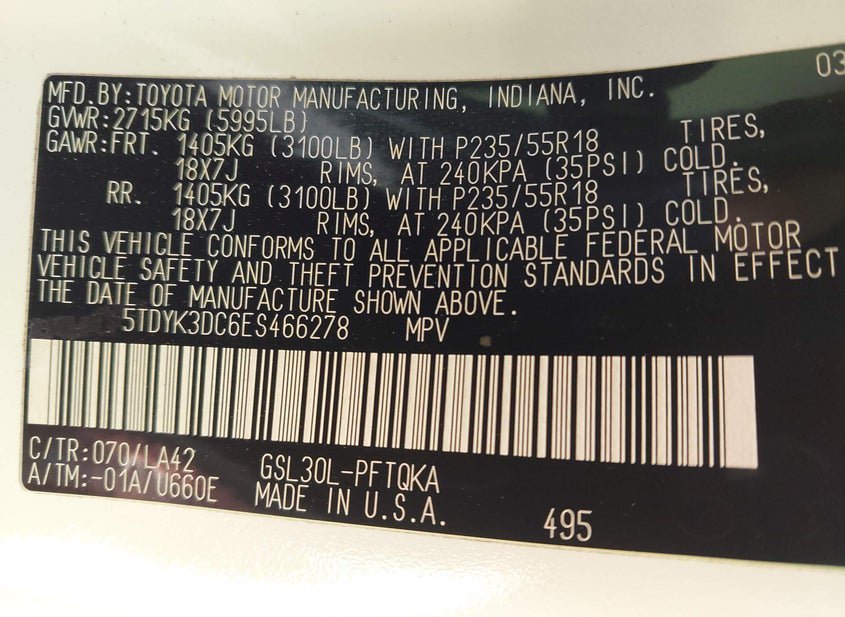 03
MFD.BY:TOYOTA MOTOR MANUFACTURING, INDIANA, INC.
GVWR:2715KG (5995LB)
GAWR:FRT. 1405KG (3100LB) WITH P235/55R18 TIRES,
18X7J RIMS, AT 240KPA (35PSI) COLD.
RR. 1405KG (3100LB) WITH P235/55R18 TIRES,
18X7J RIMS, AT 240KPA (35PSI) COLD.
THIS VEHICLE CONFORMS TO ALL APPLICABLE FEDERAL MOTOR
VEHICLE SAFETY AND THEFT PREVENTION STANDARDS IN EFFECT
THE DATE OF MANUFACTURE SHOWN ABOVE.
5TDYK3DC6ES466278 MPV
C/TR:070/LA42 GSL30L-PFTQKA
A/TM:-01A/U660E MADE IN U.S.A. 495